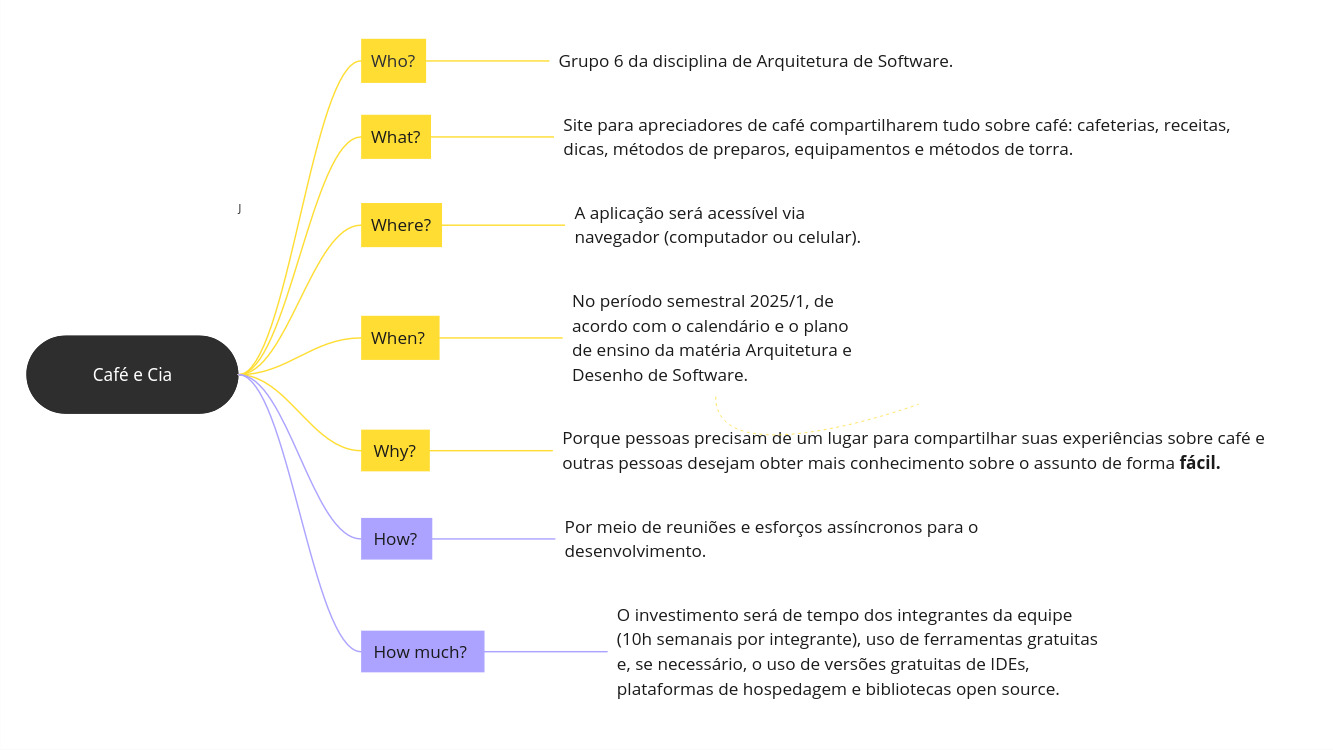 Who?
Grupo 6 da disciplina de Arquitetura de Software.
What?
Site para apreciadores de café compartilharem tudo sobre café: cafeterias, receitas,
dicas, métodos de preparos, equipamentos e métodos de torra.
J
Where?
A aplicação será acessível via
navegador (computador ou celular).
When?
No período semestral 2025/1, de
acordo com o calendário e o plano
de ensino da matéria Arquitetura e
Desenho de Software.
Café e Cia
Why?
Porque pessoas precisam de um lugar para compartilhar suas experiências sobre café e
outras pessoas desejam obter mais conhecimento sobre o assunto de forma fácil.
How?
Por meio de reuniões e esforços assíncronos para o
desenvolvimento.
How much?
O investimento será de tempo dos integrantes da equipe
(10h semanais por integrante), uso de ferramentas gratuitas
e, se necessário, o uso de versões gratuitas de IDEs,
plataformas de hospedagem e bibliotecas open source.